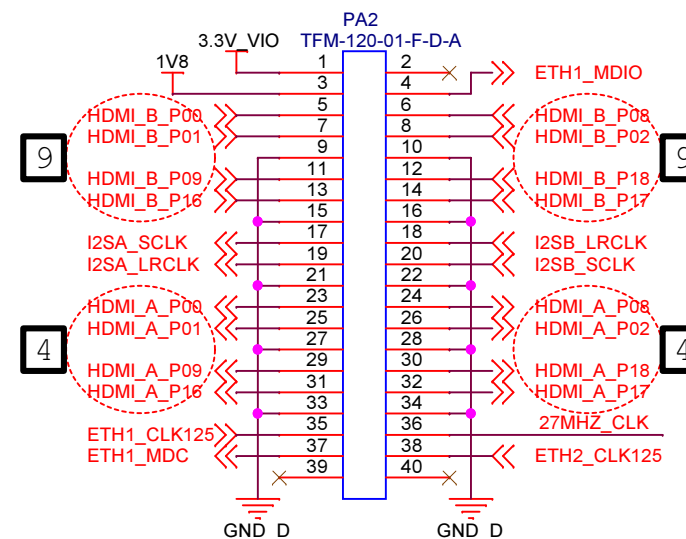 PA2
TFM-120-01-F-D-A
3.3V_VIO
1V8
1 2
3 4 ETH1_MDIO
HDMI_B_P00 5 6 HDMI_B_P08
HDMI_B_P01 7 8 HDMI_B_P02
9 9 10 9
HDMI_B_P09 11 12 HDMI_B_P18
HDMI_B_P16 13 14 HDMI_B_P17
15 16
I2SA_SCLK 17 18 I2SB_LRCLK
I2SA_LRCLK 19 20 I2SB_SCLK
21 22
HDMI_A_P00 23 24 HDMI_A_P08
HDMI_A_P01 25 26 HDMI_A_P02
4 27 28 4
HDMI_A_P09 29 30 HDMI_A_P18
HDMI_A_P16 31 32 HDMI_A_P17
33 34
ETH1_CLK125 35 36 27MHZ_CLK
ETH1_MDC 37 38 ETH2_CLK125
39 40
GND_D GND_D